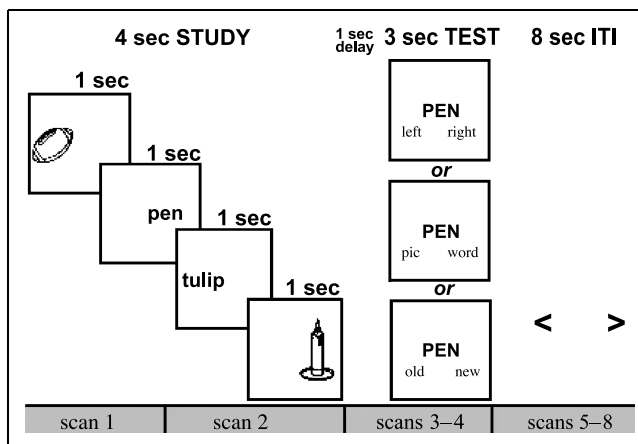 4 sec STUDY
1 sec
delay
3 sec TEST
8 sec ITI
1 sec
1 sec
pen
1 sec
tulip
1 sec
PEN
left right
or
PEN
pic word
or
PEN
old new
< >
scan 1 scan 2 scans 3–4 scans 5–8